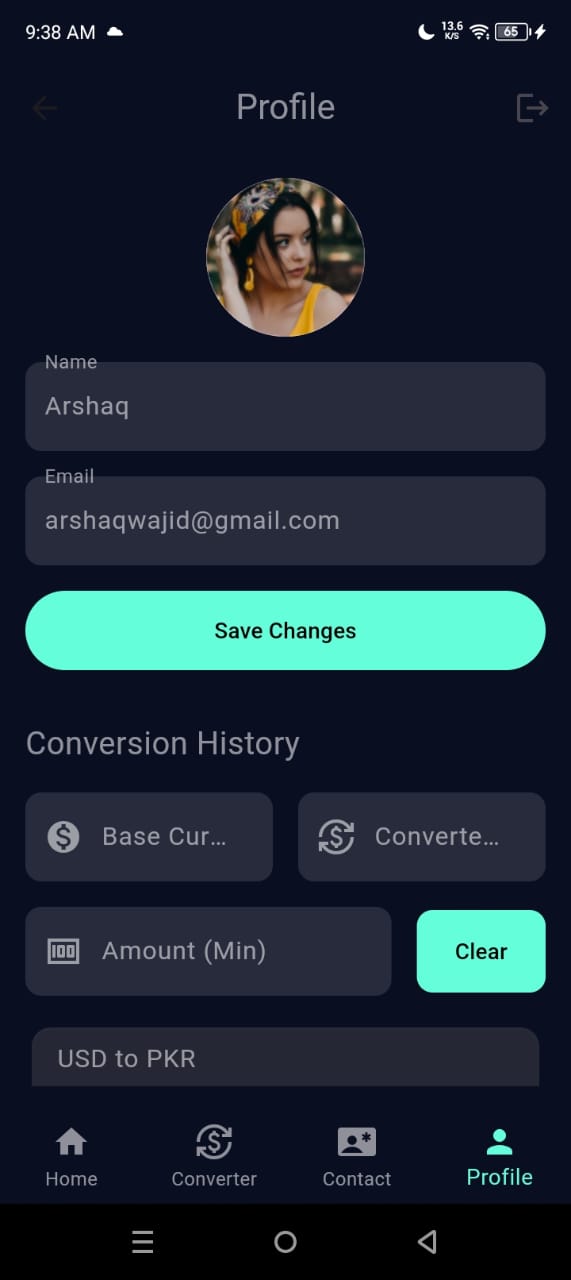 9:38 AM
13.6
K/S
65
Profile
Name
Arshaq
Email
arshaqwajid@gmail.com
Save Changes
Conversion History
Base Cur...
Converte...
100
Amount (Min)
Clear
USD to PKR
Home
Converter
Contact
Profile